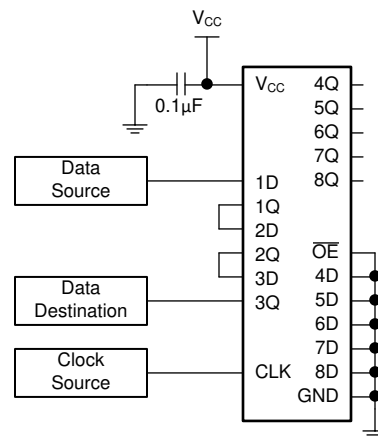 VCC
0.1µF
VCC
4Q
5Q
6Q
7Q
8Q
Data
Source
1D
1Q
2D
2Q
3D
3Q
OE
4D
5D
6D
7D
8D
GND
Data
Destination
Clock
Source
CLK